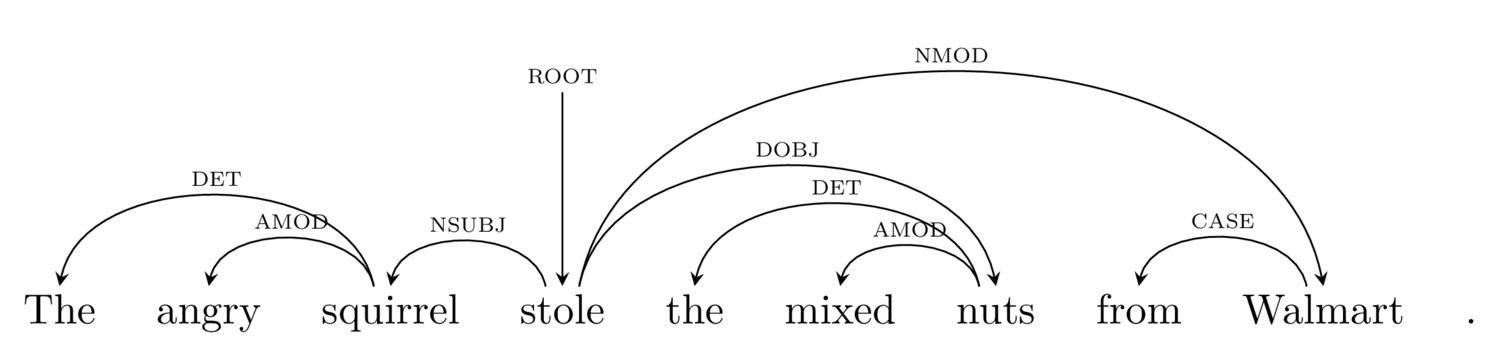 NMOD
ROOT
DOBJ
DET DET
AMOD NSUBJ AMOD CASE
The angry squirrel stole the mixed nuts from Walmart .